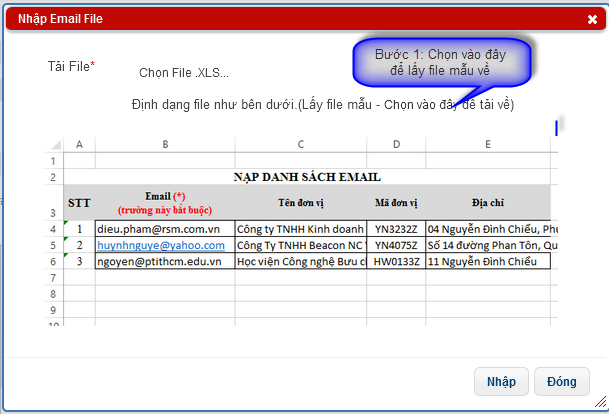 Nhập Email File
Tải File*
Chọn File .XLS...
Bước 1: Chọn vào đây
để lấy file mẫu về
Định dạng file như bên dưới.(Lấy file mẫu - Chọn vào đây để tải về)
A B C D E
1
2 NẠP DANH SÁCH EMAIL
3 STT Email (*) Tên đơn vị Mã đơn vị Địa chỉ
(trường này bắt buộc)
4 1 dieu.pham@rsm.com.vn Công ty TNHH Kinh doanh YN3232Z 04 Nguyễn Đình Chiểu, Phư
5 2 huynhnguye@yahoo.com Công Ty TNHH Beacon NC YN4075Z Số 14 đường Phan Tôn, Qu
6 3 ngoyen@ptithcm.edu.vn Học viện Công nghệ Bưu c HW0133Z 11 Nguyễn Đình Chiểu
7
8
9
10
Nhập Đóng